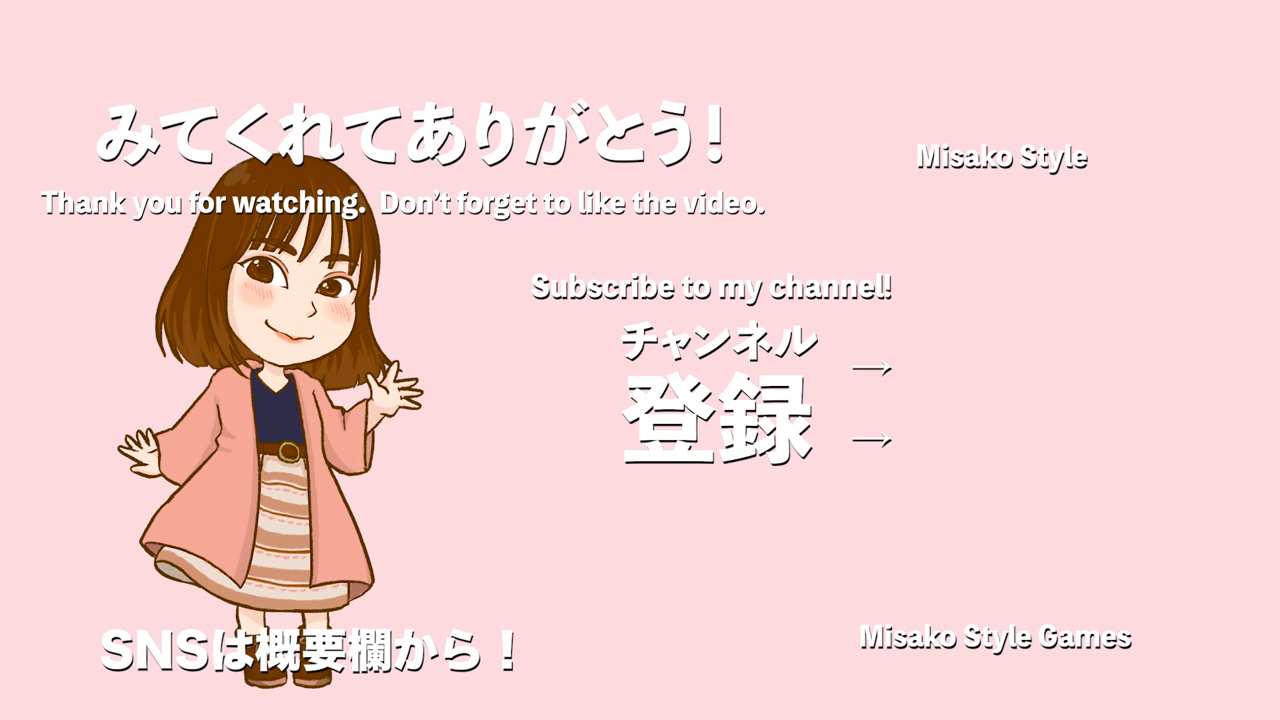 みてくれてありがとう!
Thank you for watching. Don't forget to like the video.
Misako Style
Subscribe to my channel!
チャンネル
登録
→
→
SNSは概要欄から！
Misako Style Games